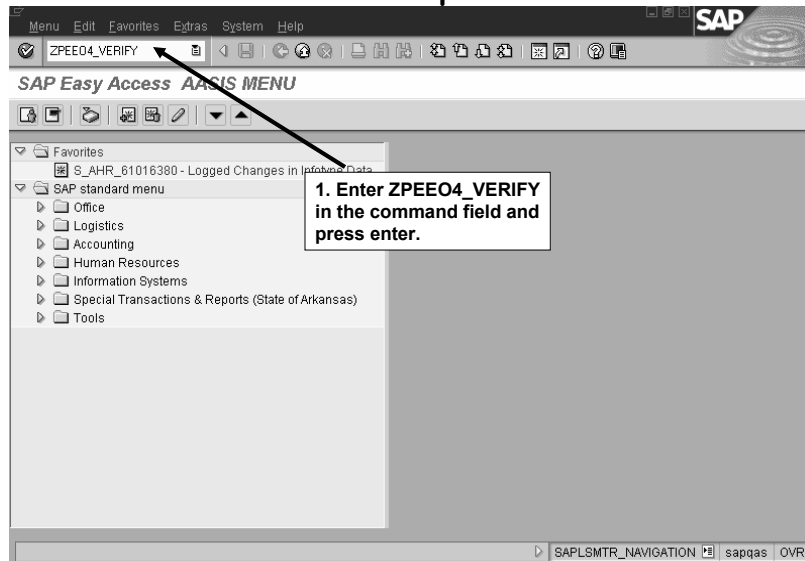 Menu Edit Favorites Extras System Help
SAP
ZPEEO4_VERIFY
SAP Easy Access AASIS MENU
Favorites
S_AHR_61016380 - Logged Changes in Infotype Data
SAP standard menu
Office
Logistics
Accounting
Human Resources
Information Systems
Special Transactions & Reports (State of Arkansas)
Tools
1. Enter ZPEEO4_VERIFY
in the command field and
press enter.
SAPLSMTR_NAVIGATION sapqas OVR